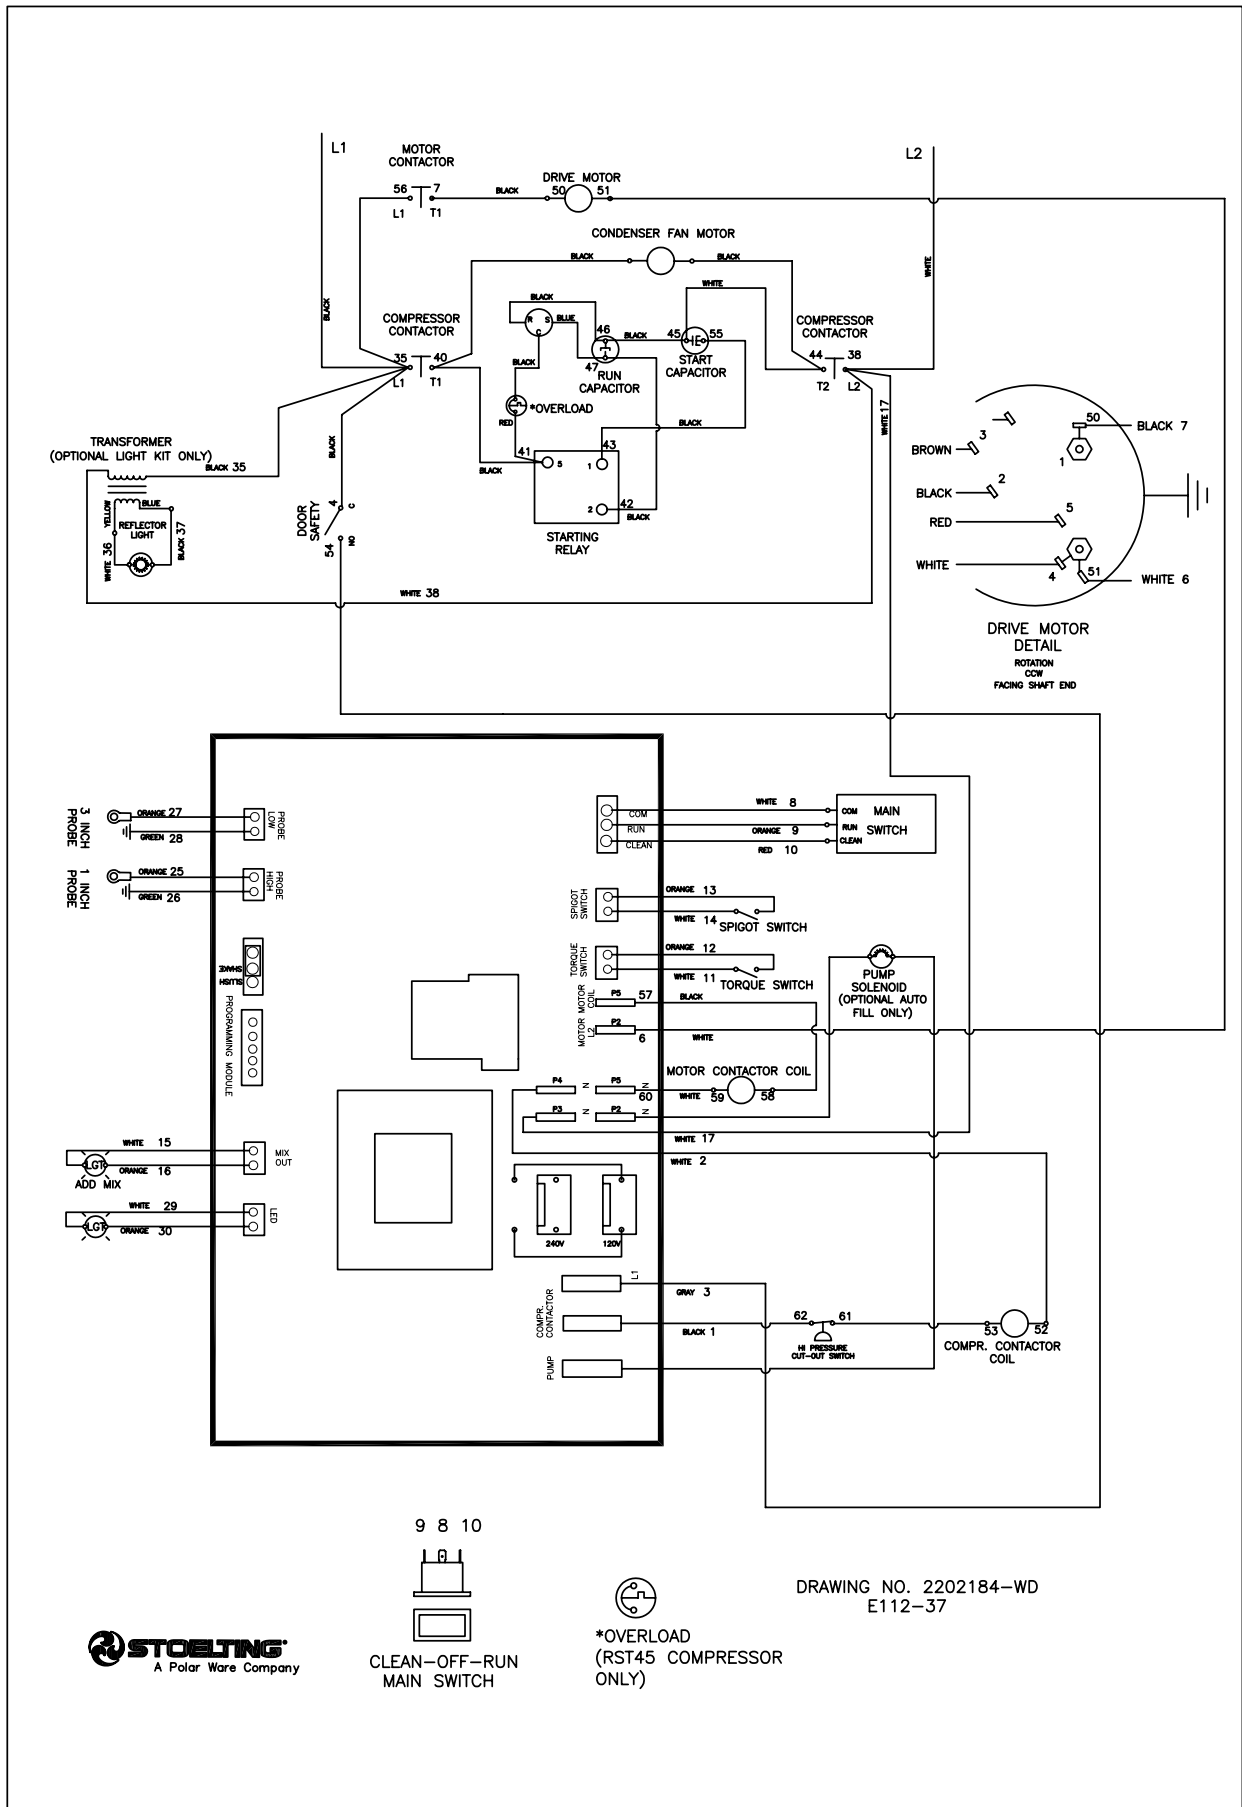 L1
MOTOR
CONTACTOR
L2
56 7
L1 T1
BLACK
DRIVE MOTOR
50 51
CONDENSER FAN MOTOR
BLACK
BLACK
WHITE
WHITE
BLACK
COMPRESSOR
CONTACTOR
35 40
L1 T1
BLACK
R S
C
BLUE
BLACK
46
47
RUN
CAPACITOR
BLACK
45 55
START
CAPACITOR
COMPRESSOR
CONTACTOR
44 38
T2 L2
WHITE 17
*OVERLOAD
RED
BLACK
41
43
5
1
2
42
BLACK
BLACK
STARTING
RELAY
TRANSFORMER
(OPTIONAL LIGHT KIT ONLY)
BLACK 35
YELLOW
BLUE
REFLECTOR
LIGHT
WHITE 36
BLACK 37
BLACK
DOOR
SAFETY
4 C
54 NO
WHITE 38
BROWN
3
BLACK
2
RED
5
WHITE
4
50
BLACK 7
1
51
WHITE 6
DRIVE MOTOR
DETAIL
ROTATION
CCW
FACING SHAFT END
3 INCH
PROBE
ORANGE 27
GREEN 28
PROBE
LOW
1 INCH
PROBE
ORANGE 25
GREEN 26
PROBE
HIGH
SHAKE
SLUSH
PROGRAMMING MODULE
WHITE 15
ORANGE 16
LGT
ADD MIX
MIX
OUT
WHITE 29
ORANGE 30
LGT
LED
COM
RUN
CLEAN
WHITE 8
ORANGE 9
RED 10
COM
RUN
CLEAN
MAIN
SWITCH
SPIGOT
SWITCH
ORANGE 13
WHITE 14
SPIGOT SWITCH
TORQUE
SWITCH
ORANGE 12
WHITE 11
TORQUE SWITCH
PUMP
SOLENOID
(OPTIONAL AUTO
FILL ONLY)
MOTOR
COIL
P5
57
BLACK
MOTOR
L2
P2
6
WHITE
MOTOR CONTACTOR COIL
P4 N P5 N
60
WHITE
59 58
P3 N P2 N
WHITE 17
WHITE 2
240V
120V
L1
GRAY 3
COMPR.
CONTACTOR
BLACK 1
62 61
HI PRESSURE
CUT-OUT SWITCH
53 52
COMPR. CONTACTOR
COIL
PUMP
9 8 10
CLEAN-OFF-RUN
MAIN SWITCH
*OVERLOAD
(RST45 COMPRESSOR
ONLY)
DRAWING NO. 2202184-WD
E112-37
STOELTING
A Polar Ware Company